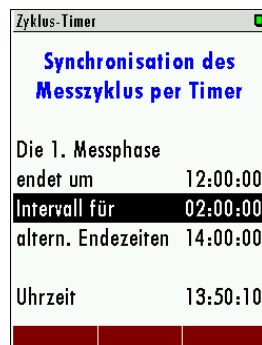 Zyklus-Timer
Synchronisation des
Messzyklus per Timer
Die 1. Messphase
endet um 12:00:00
Intervall für 02:00:00
altern. Endezeiten 14:00:00
Uhrzeit 13:50:10